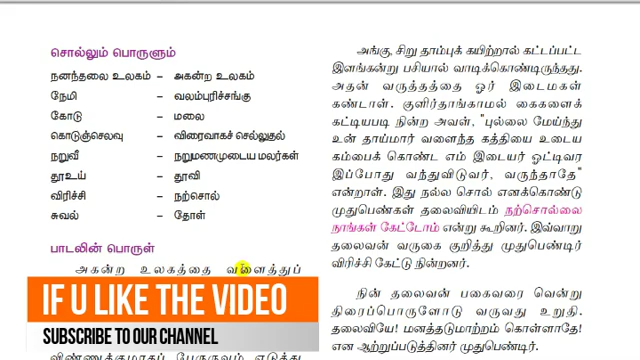 சொல்லும் பொருளும்
நனந்தலை உலகம் – அகன்ற உலகம்
நேமி – வலம்புரிச்சங்கு
கோடு – மலை
கொடுஞ்செலவு – விரைவாகச் செல்லுதல்
நறுவீ – நறுமணமுடைய மலர்கள்
தூஉய் – தூவி
விரிச்சி – நற்சொல்
சுவல் – தோள்
பாடலின் பொருள்
அகன்ற உலகத்தை வளைத்துப்
IF U LIKE THE VIDEO
SUBSCRIBE TO OUR CHANNEL
விண்ணுக்குமாகப் பேருருவம் எடுத்து
அங்கு, சிறு தாம்புக் கயிற்றால் கட்டப்பட்ட
இளங்கன்று பசியால் வாடிக்கொண்டிருந்தது.
அதன் வருத்தத்தை ஓர் இடைமகள்
கண்டாள். குளிர்தாங்காமல் கைகளைக்
கட்டியபடி நின்ற அவள், "புல்லை மேய்ந்து
உன் தாய்மார் வளைந்த கத்தியை உடைய
கம்பைக் கொண்ட எம் இடையர் ஓட்டிவர
இப்போது வந்துவிடுவர், வருந்தாதே"
என்றாள். இது நல்ல சொல் எனக்கொண்டு
முதுபெண்கள் தலைவியிடம் நற்சொல்லை
நாங்கள் கேட்டோம் என்று கூறினர். இவ்வாறு
தலைவன் வருகை குறித்து முதுபெண்டிர்
விரிச்சி கேட்டு நின்றனர்.
நின் தலைவன் பகைவரை வென்று
திரைப்பொருளோடு வருவது உறுதி.
தலைவியே! மனத்தடுமாற்றம் கொள்ளாதே!
என ஆற்றுப்படுத்தினர் முதுபெண்டிர்.